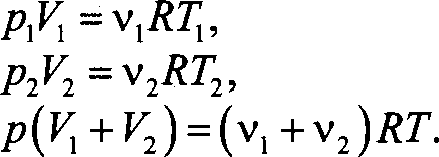 p₁V₁ = ν₁RT₁,
p₂V₂ = ν₂RT₂,
p(V₁ + V₂) = (ν₁ + ν₂)RT.